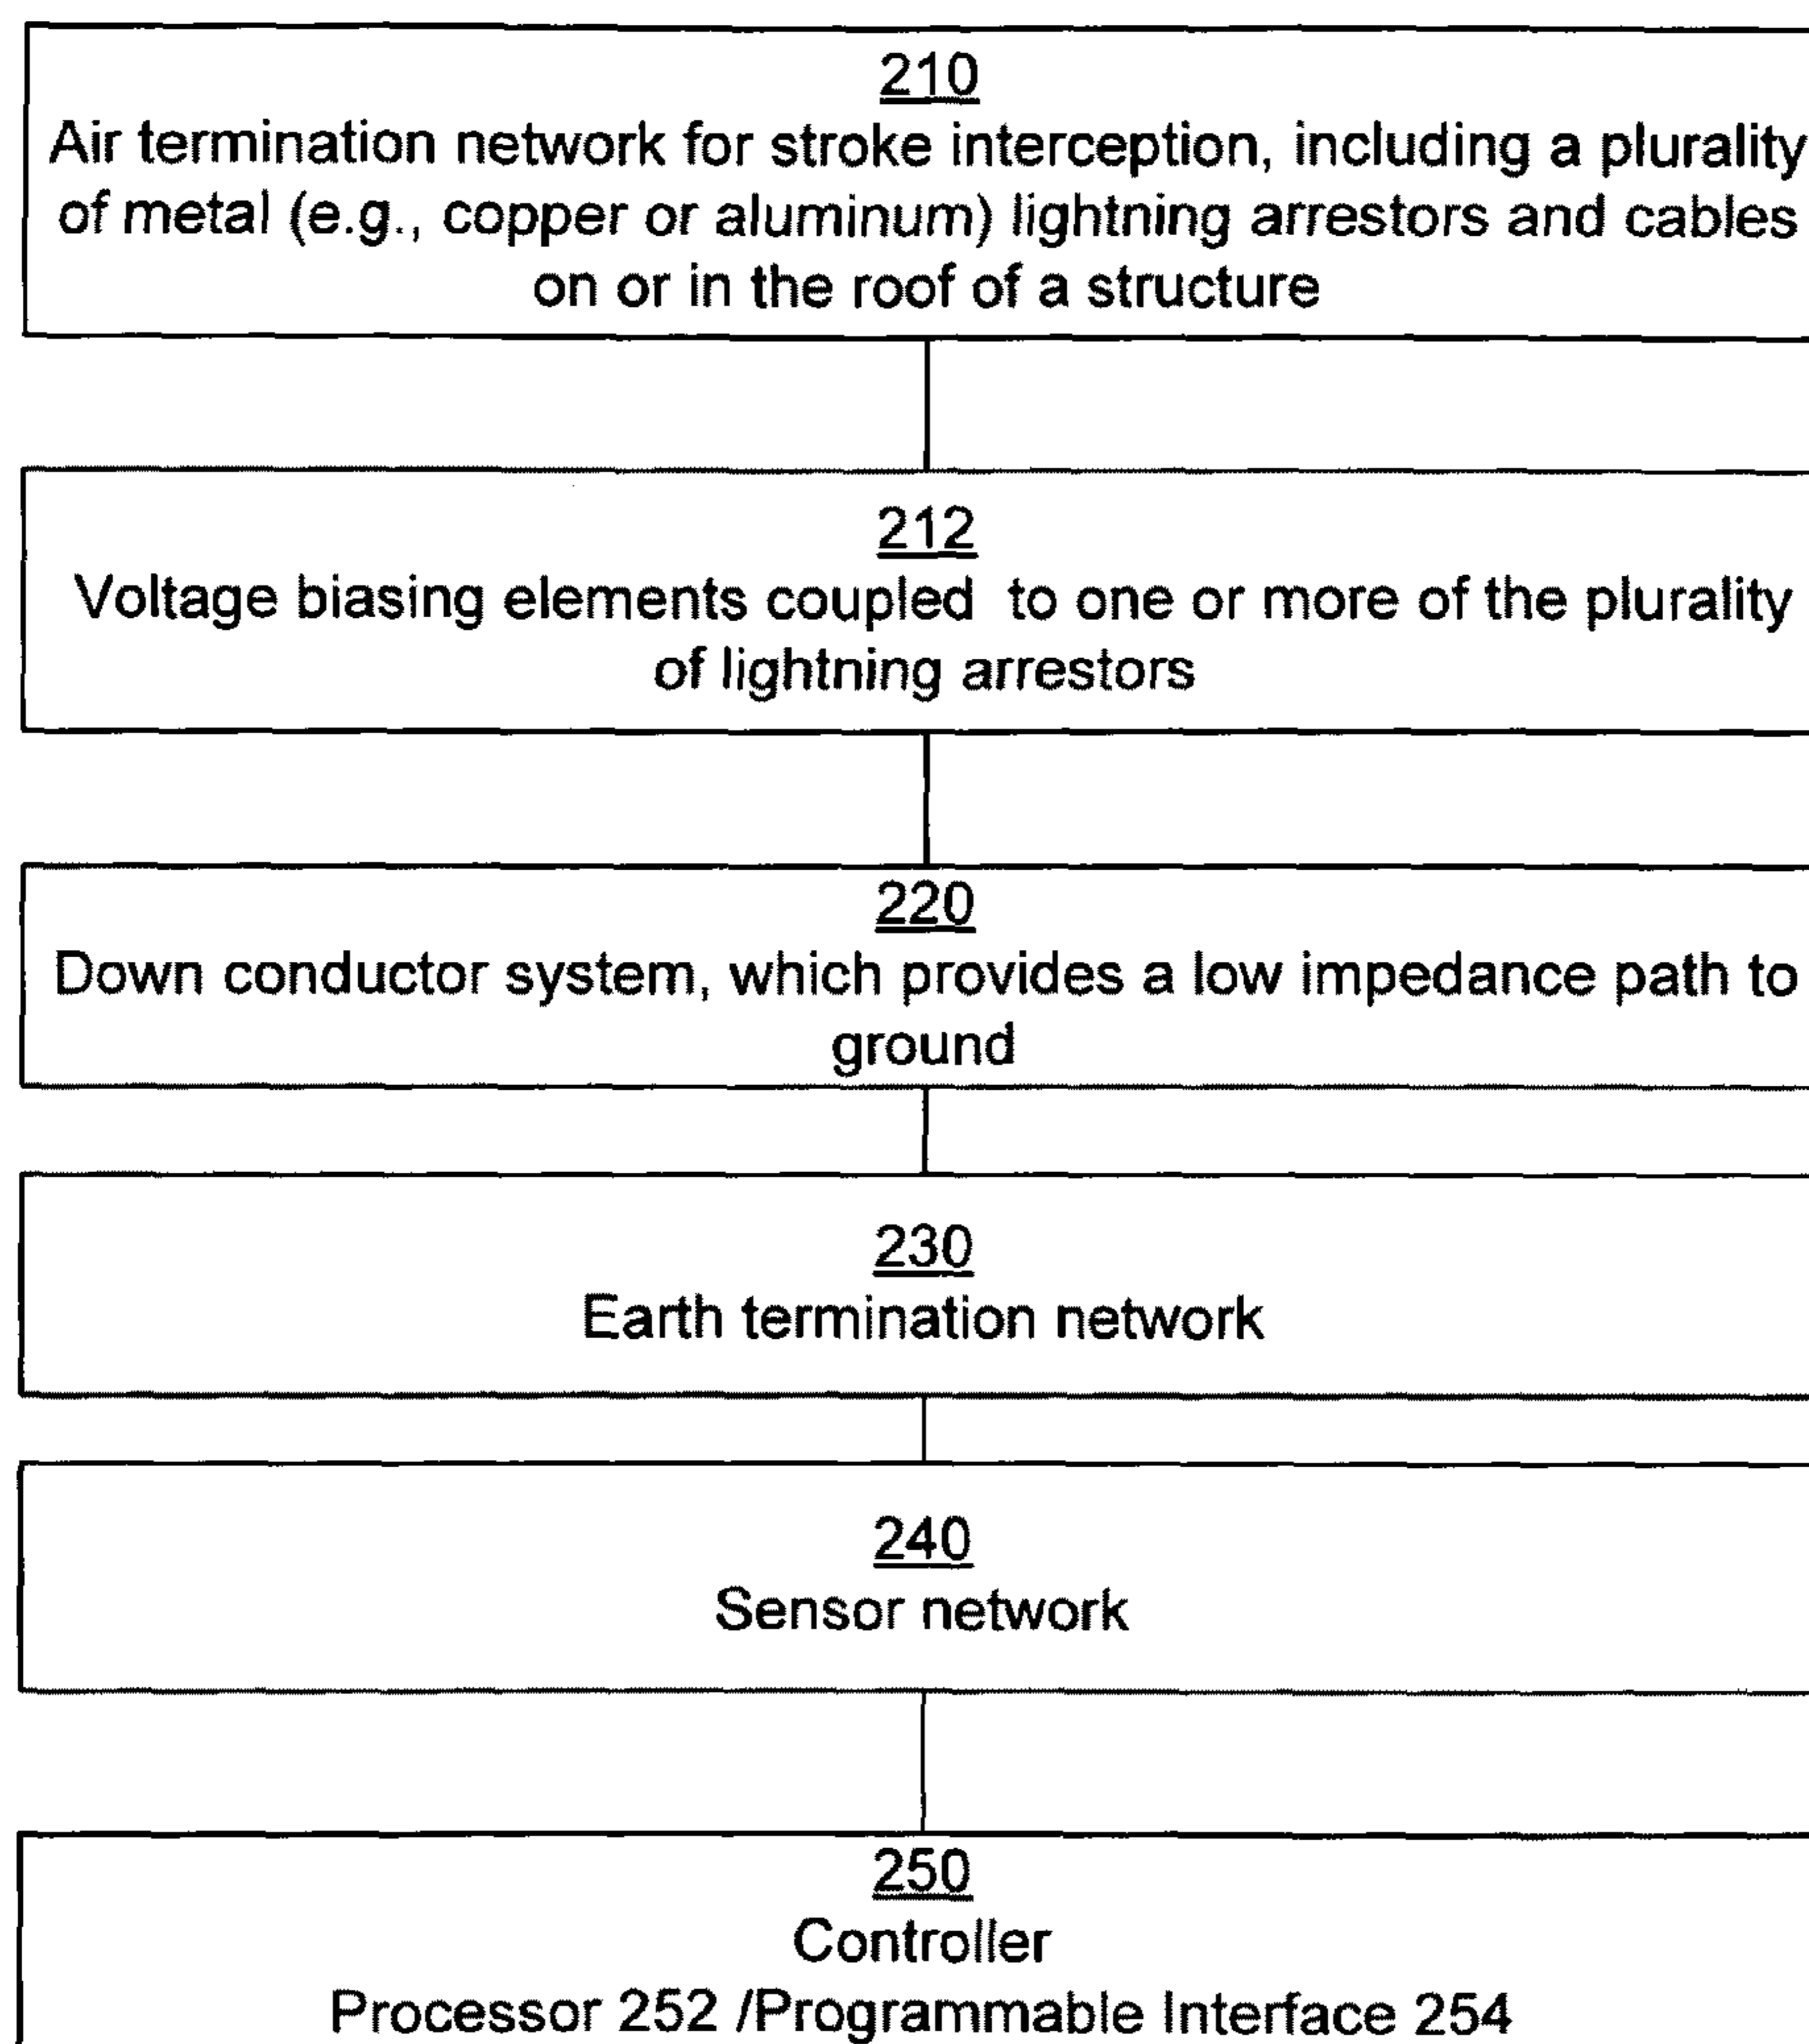 210
Air termination network for stroke interception, including a plurality
of metal (e.g., copper or aluminum) lightning arrestors and cables
on or in the roof of a structure
212
Voltage biasing elements coupled to one or more of the plurality
of lightning arrestors
220
Down conductor system, which provides a low impedance path to
ground
230
Earth termination network
240
Sensor network
250
Controller
Processor 252 /Programmable Interface 254